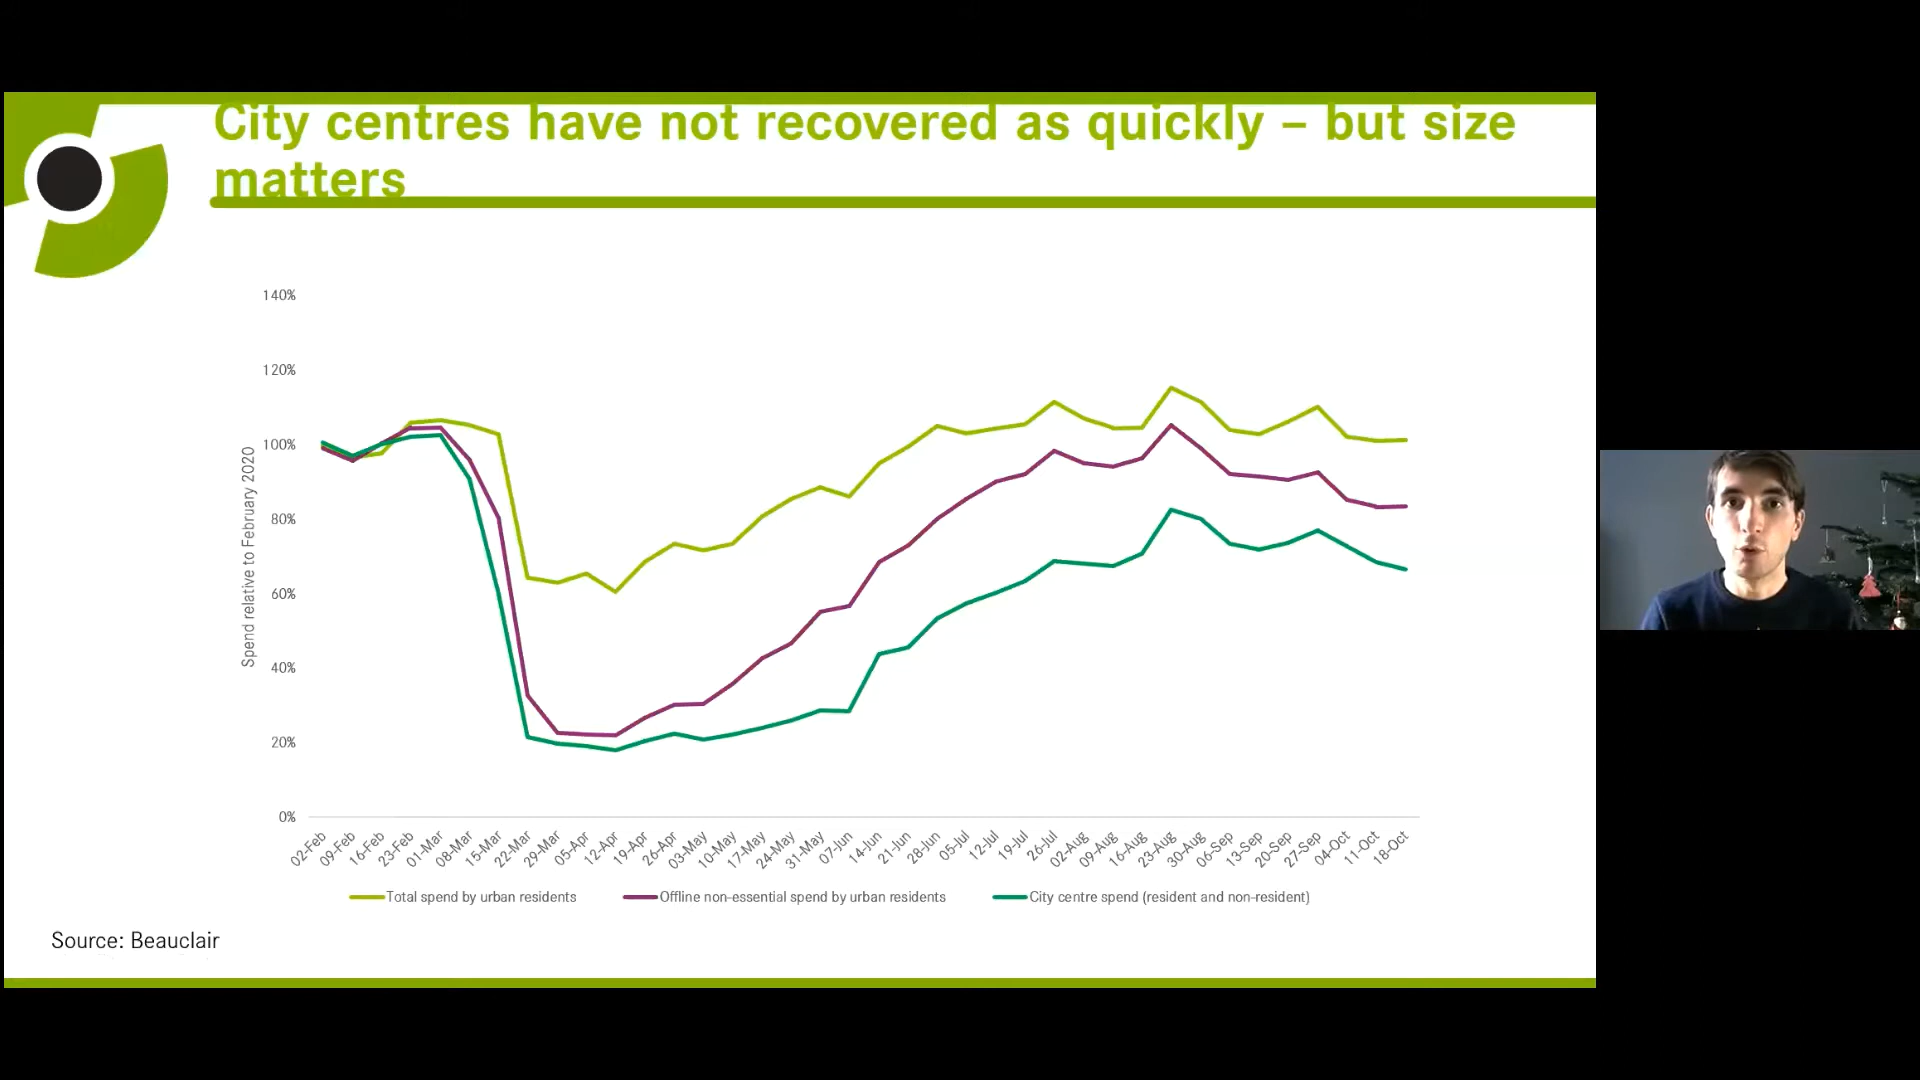 City centres have not recovered as quickly – but size
matters
140%
120%
100%
80%
60%
40%
20%
0%
Spend relative to February 2020
02-Feb
09-Feb
16-Feb
23-Feb
01-Mar
08-Mar
15-Mar
22-Mar
29-Mar
05-Apr
12-Apr
19-Apr
26-Apr
03-May
10-May
17-May
24-May
31-May
07-Jun
14-Jun
21-Jun
28-Jun
05-Jul
12-Jul
19-Jul
26-Jul
02-Aug
09-Aug
16-Aug
23-Aug
30-Aug
06-Sep
13-Sep
20-Sep
27-Sep
04-Oct
11-Oct
18-Oct
Total spend by urban residents
Offline non-essential spend by urban residents
City centre spend (resident and non-resident)
Source: Beauclair